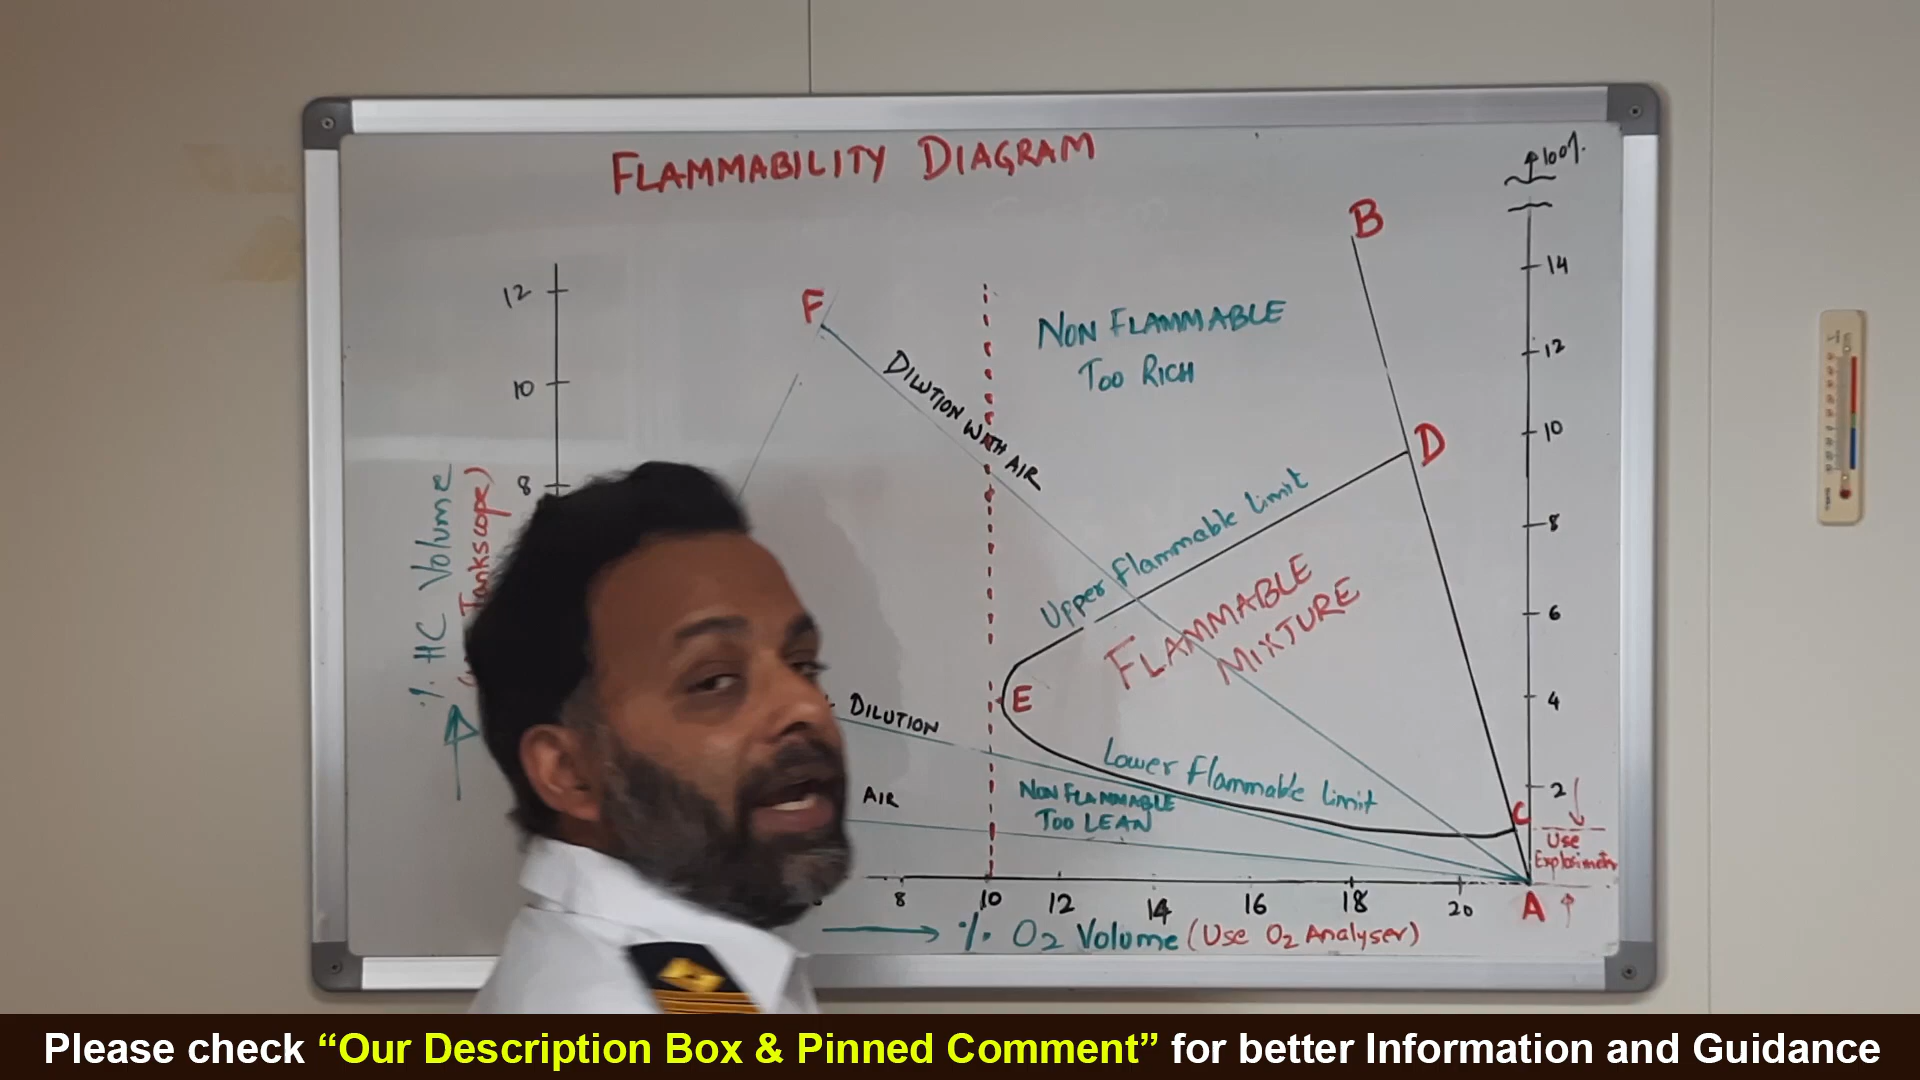 FLAMMABILITY DIAGRAM
100%
B
14
12
F
NON FLAMMABLE
TOO RICH
12
DILUTION WITH AIR
10
10
D
8
% HC Volume
Tankscope)
Upper Flammable Limit
8
FLAMMABLE
MIXTURE
6
E
4
DILUTION
Lower Flammable Limit
2
AIR
NON FLAMMABLE
TOO LEAN
C
Use
Explosimeter
8
10
12
14
16
18
20
A
% O2 Volume (Use O2 Analyser)
Please check “Our Description Box & Pinned Comment” for better Information and Guidance